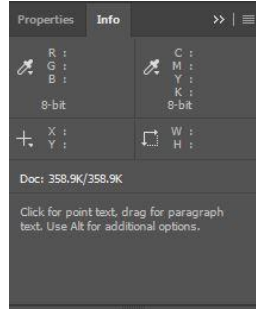 Properties Info
R :
G :
B :
8-bit
C :
M :
Y :
K :
8-bit
X :
Y :
W :
H :
Doc: 358.9K/358.9K
Click for point text, drag for paragraph
text. Use Alt for additional options.